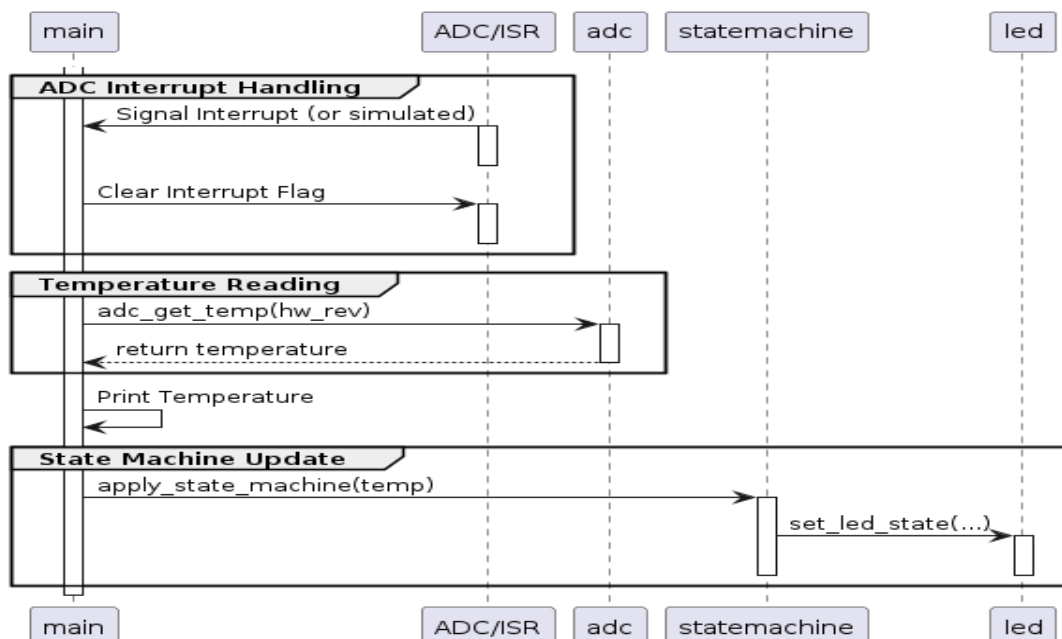 main
ADC/ISR
adc
statemachine
led
ADC Interrupt Handling
Signal Interrupt (or simulated)
Clear Interrupt Flag
Temperature Reading
adc_get_temp(hw_rev)
return temperature
Print Temperature
State Machine Update
apply_state_machine(temp)
set_led_state(...)
main
ADC/ISR
adc
statemachine
led